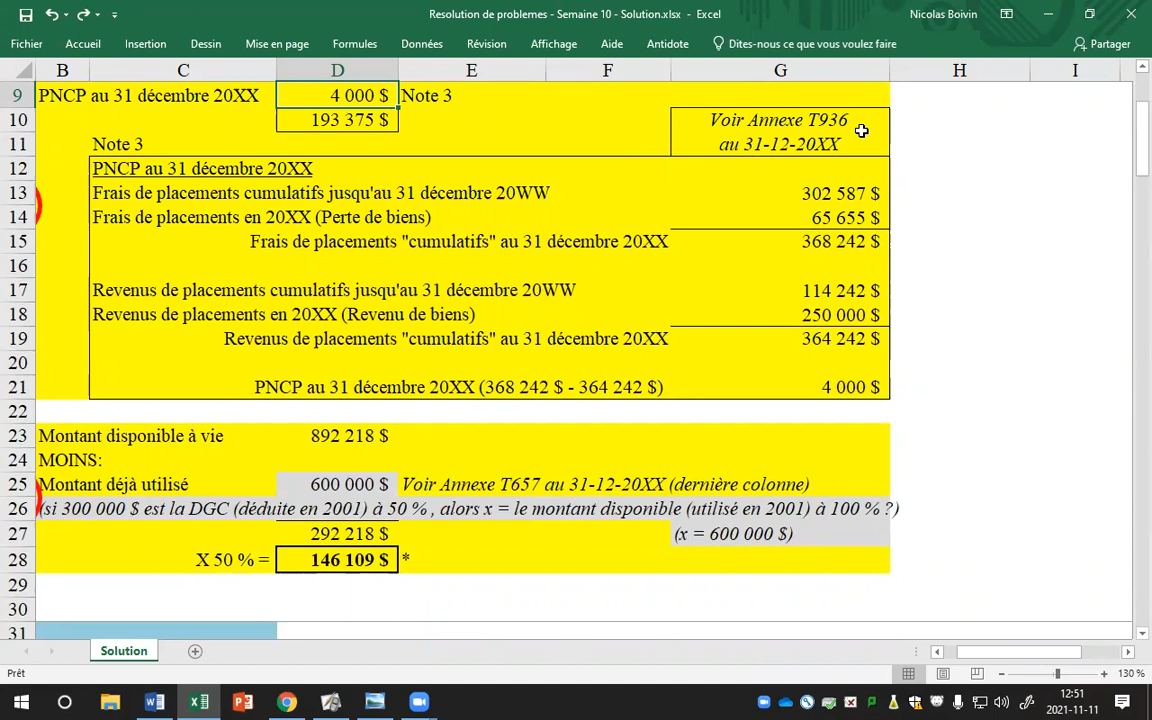 Resolution de problemes - Semaine 10 - Solution.xlsx - Excel
Nicolas Boivin
Fichier Accueil Insertion Dessin Mise en page Formules Données Révision Affichage Aide Antidote Dites-nous ce que vous voulez faire Partager
B C D E F G H I
9 PNCP au 31 décembre 20XX 4 000 $ Note 3
10 193 375 $ Voir Annexe T936
11 Note 3 au 31-12-20XX
12 PNCP au 31 décembre 20XX
13 Frais de placements cumulatifs jusqu'au 31 décembre 20WW 302 587 $
14 Frais de placements en 20XX (Perte de biens) 65 655 $
15 Frais de placements "cumulatifs" au 31 décembre 20XX 368 242 $
16
17 Revenus de placements cumulatifs jusqu'au 31 décembre 20WW 114 242 $
18 Revenus de placements en 20XX (Revenu de biens) 250 000 $
19 Revenus de placements "cumulatifs" au 31 décembre 20XX 364 242 $
20
21 PNCP au 31 décembre 20XX (368 242 $ - 364 242 $) 4 000 $
22
23 Montant disponible à vie 892 218 $
24 MOINS:
25 Montant déjà utilisé 600 000 $ Voir Annexe T657 au 31-12-20XX (dernière colonne)
26 (si 300 000 $ est la DGC (déduite en 2001) à 50 % , alors x = le montant disponible (utilisé en 2001) à 100 % ?)
27 292 218 $ (x = 600 000 $)
28 X 50 % = 146 109 $ *
29
30
31
Solution
Prêt 130 %
12:51
2021-11-11